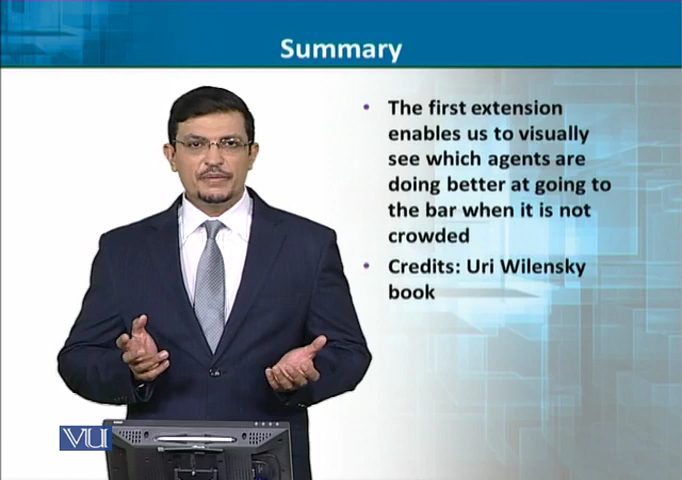 Summary
• The first extension
enables us to visually
see which agents are
doing better at going to
the bar when it is not
crowded
• Credits: Uri Wilensky
book
VU